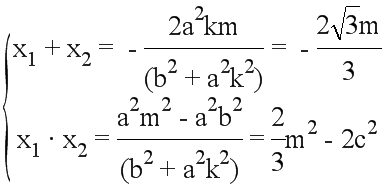 x₁ + x₂ = - 2a²km / (b² + a²k²) = - 2√3m / 3
x₁ · x₂ = a²m² - a²b² / (b² + a²k²) = 2/3 m² - 2c²